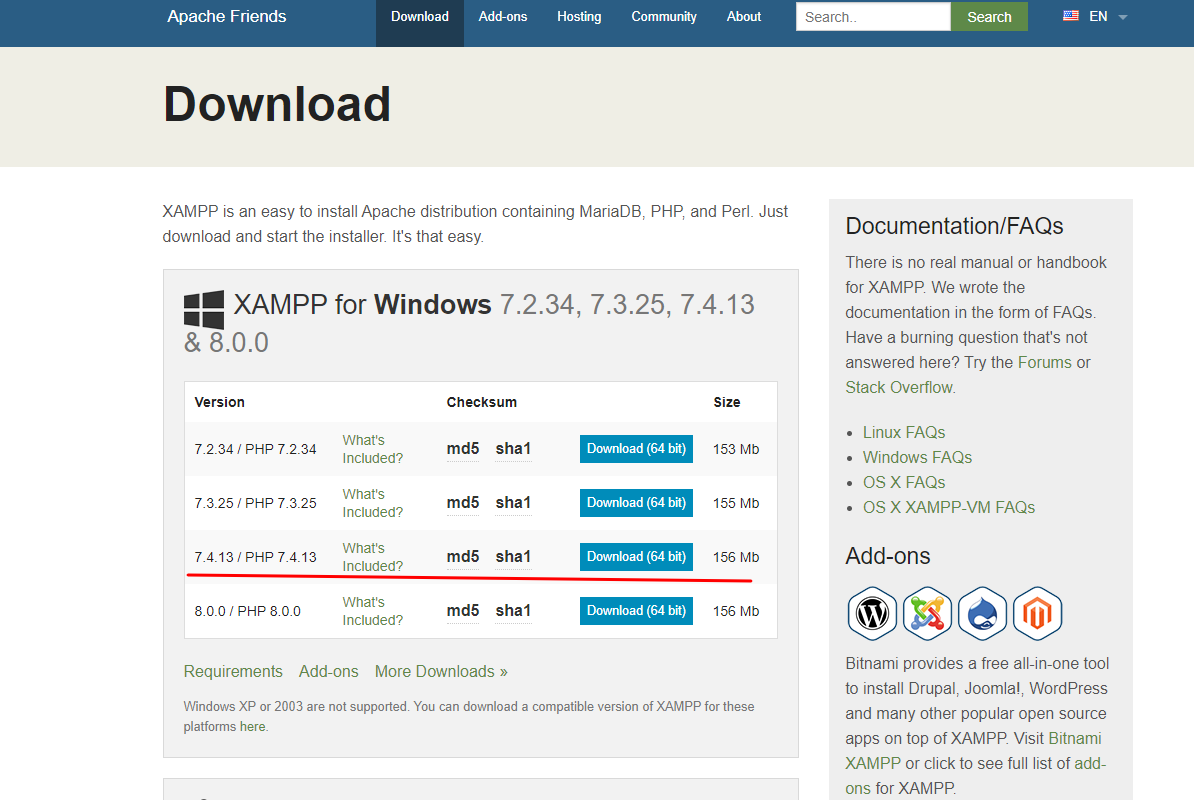 Apache Friends
Download
Add-ons
Hosting
Community
About
Search..
Search
EN
Download
XAMPP is an easy to install Apache distribution containing MariaDB, PHP, and Perl. Just
download and start the installer. It's that easy.
XAMPP for Windows 7.2.34, 7.3.25, 7.4.13
& 8.0.0
Version
Checksum
Size
7.2.34 / PHP 7.2.34
What's
Included?
md5
sha1
Download (64 bit)
153 Mb
7.3.25 / PHP 7.3.25
What's
Included?
md5
sha1
Download (64 bit)
155 Mb
7.4.13 / PHP 7.4.13
What's
Included?
md5
sha1
Download (64 bit)
156 Mb
8.0.0 / PHP 8.0.0
What's
Included?
md5
sha1
Download (64 bit)
156 Mb
Requirements
Add-ons
More Downloads »
Windows XP or 2003 are not supported. You can download a compatible version of XAMPP for these
platforms here.
Documentation/FAQs
There is no real manual or handbook
for XAMPP. We wrote the
documentation in the form of FAQs.
Have a burning question that's not
answered here? Try the Forums or
Stack Overflow.
• Linux FAQs
• Windows FAQs
• OS X FAQs
• OS X XAMPP-VM FAQs
Add-ons
Bitnami provides a free all-in-one tool
to install Drupal, Joomla!, WordPress
and many other popular open source
apps on top of XAMPP. Visit Bitnami
XAMPP or click to see full list of add-
ons for XAMPP.